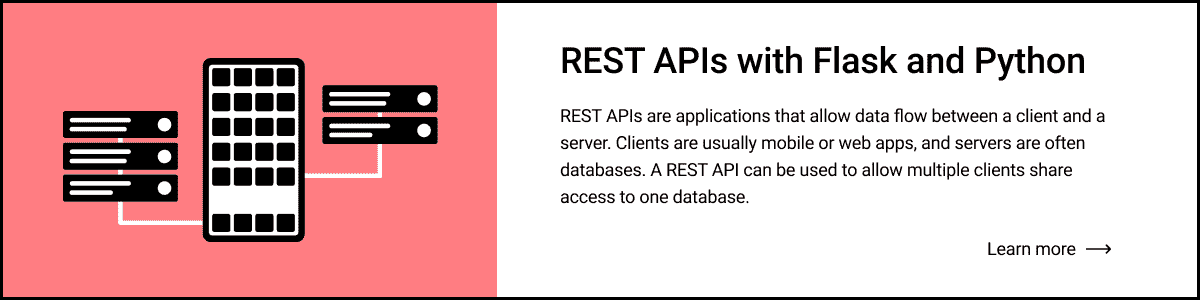 REST APIs with Flask and Python
REST APIs are applications that allow data flow between a client and a
server. Clients are usually mobile or web apps, and servers are often
databases. A REST API can be used to allow multiple clients share
access to one database.
Learn more